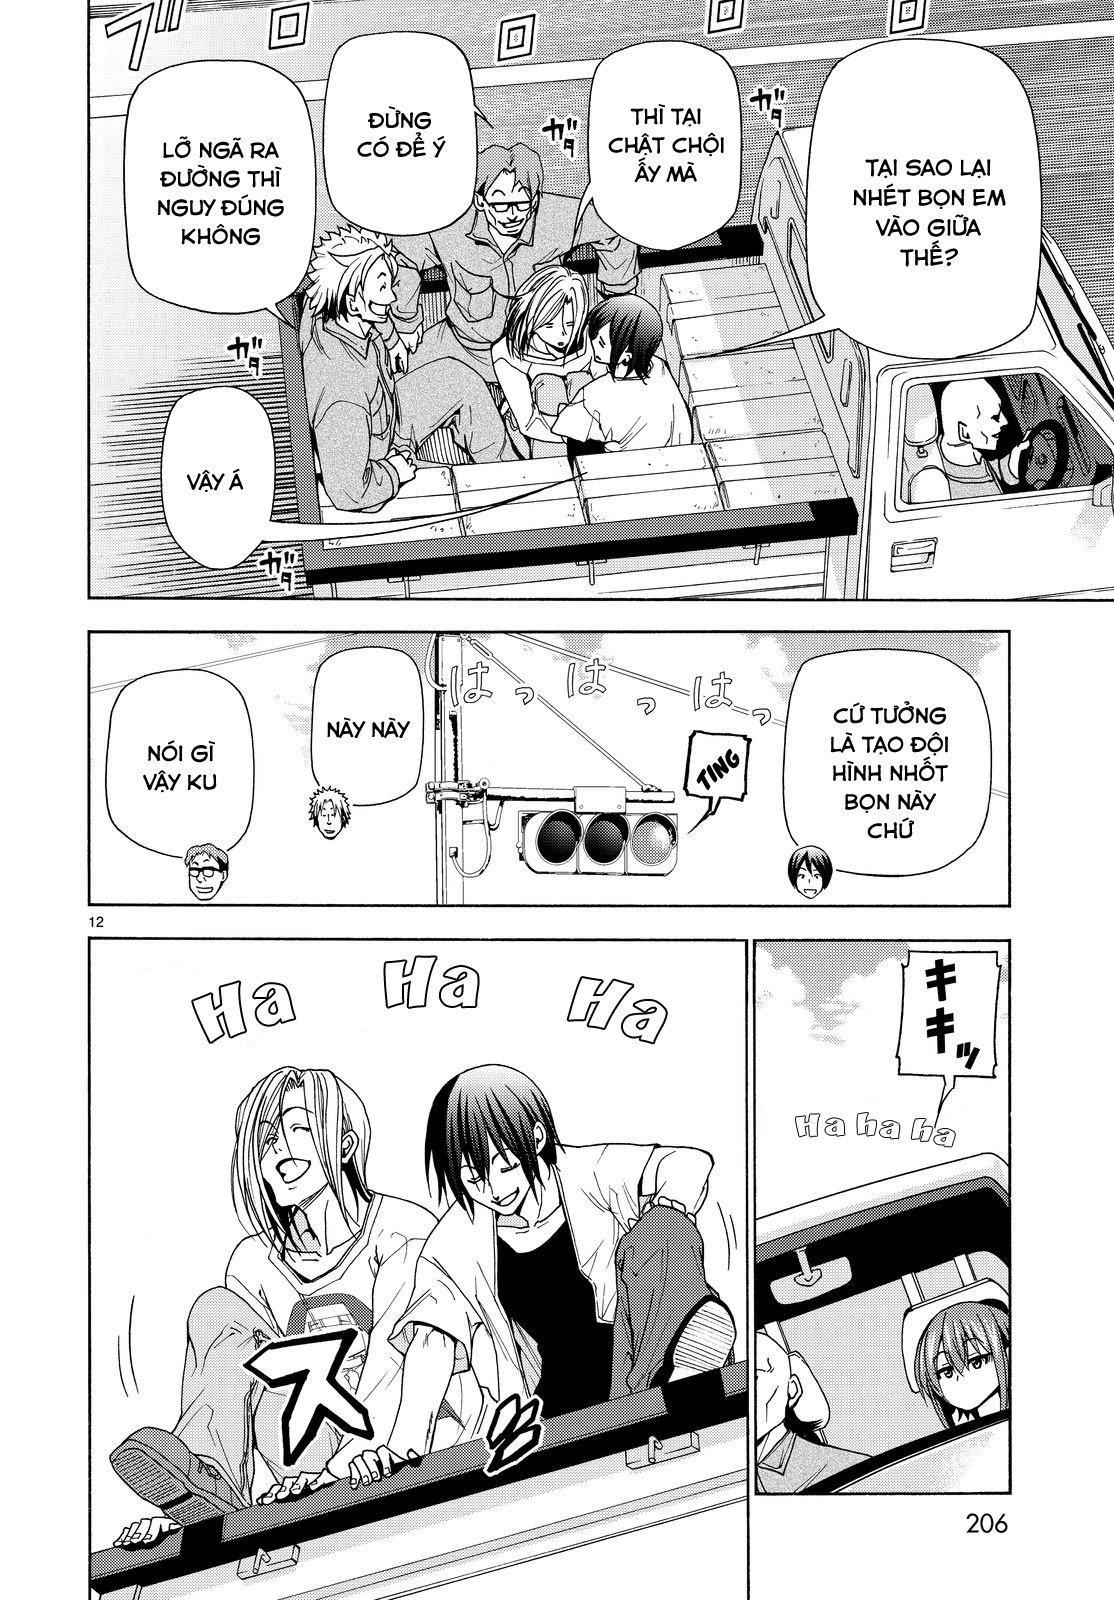 ブロロロ
TẠI SAO LẠI
NHÉT BỌN EM
VÀO GIỮA
THẾ?
THÌ TẠI
CHẬT CHỘI
ẤY MÀ
ĐỪNG
CÓ ĐỂ Ý
LỠ NGÃ RA
ĐƯỜNG THÌ
NGUY ĐÚNG
KHÔNG
VẬY Á
ガタ
ガタ
ガタ
ガタ
CỨ TƯỞNG
LÀ TẠO ĐỘI
HÌNH NHỐT
BỌN NÀY
CHỨ
TING
はっはっはっ
NÀY NÀY
NÓI GÌ
VẬY KU
12
キキッ
Ha ha ha
Ha Ha Ha
ス
206